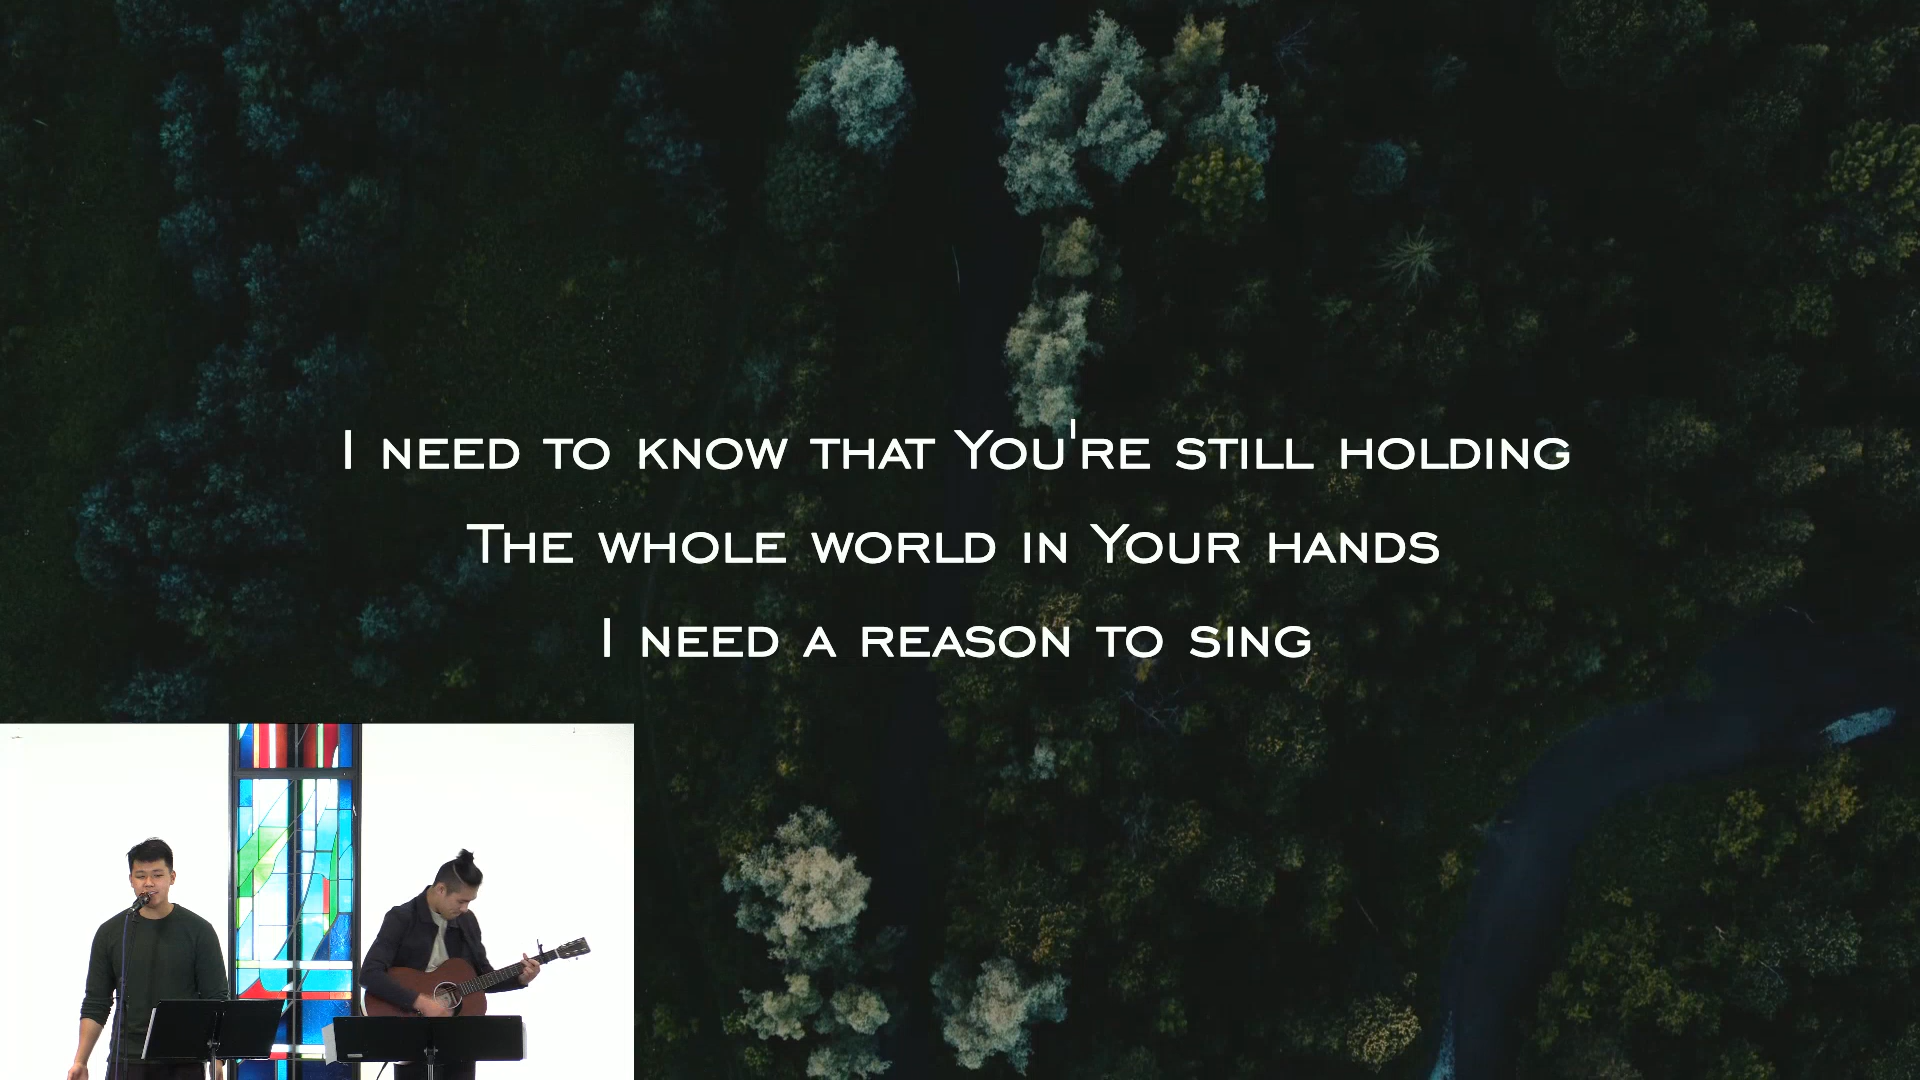 I need to know that You're still holding
The whole world in Your hands
I need a reason to sing